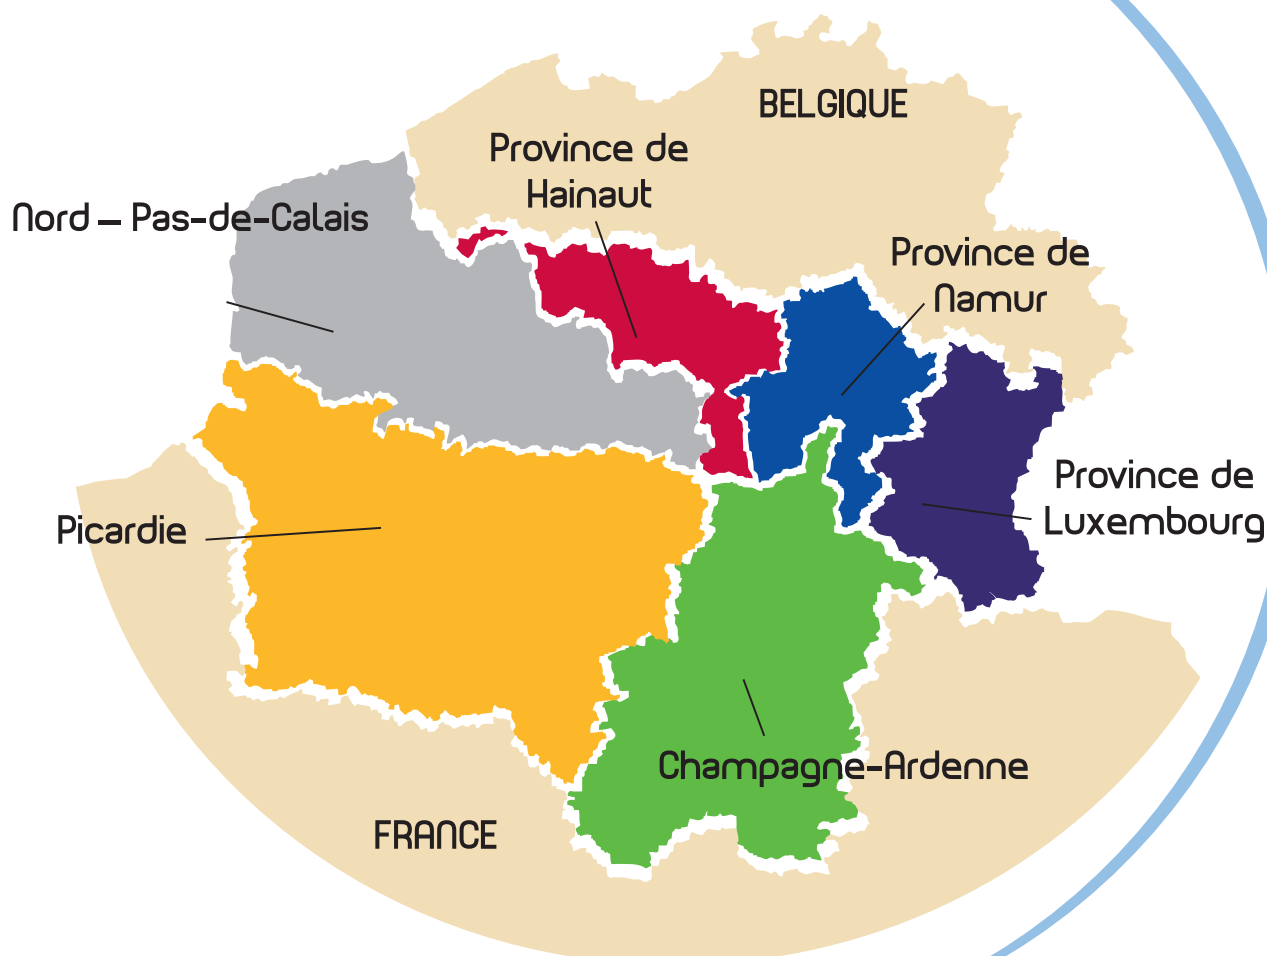 BELGIQUE
Province de
Hainaut
Nord – Pas-de-Calais
Province de
Namur
Province de
Luxembourg
Picardie
Champagne-Ardenne
FRANCE